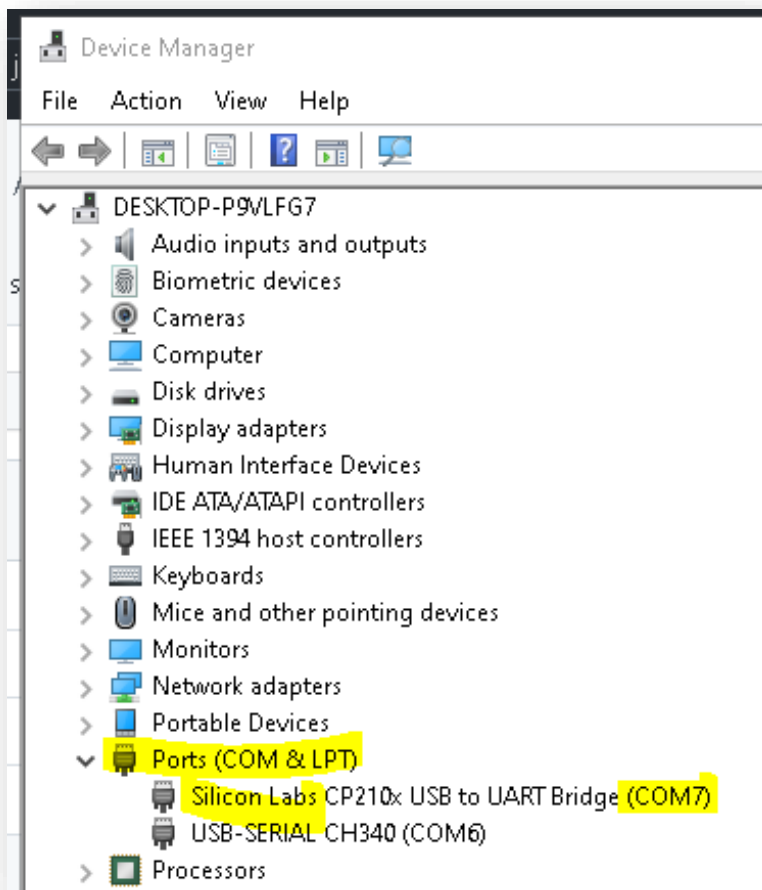 Device Manager
File Action View Help
DESKTOP-P9VLFG7
Audio inputs and outputs
Biometric devices
Cameras
Computer
Disk drives
Display adapters
Human Interface Devices
IDE ATA/ATAPI controllers
IEEE 1394 host controllers
Keyboards
Mice and other pointing devices
Monitors
Network adapters
Portable Devices
Ports (COM & LPT)
Silicon Labs CP210x USB to UART Bridge (COM7)
USB-SERIAL CH340 (COM6)
Processors